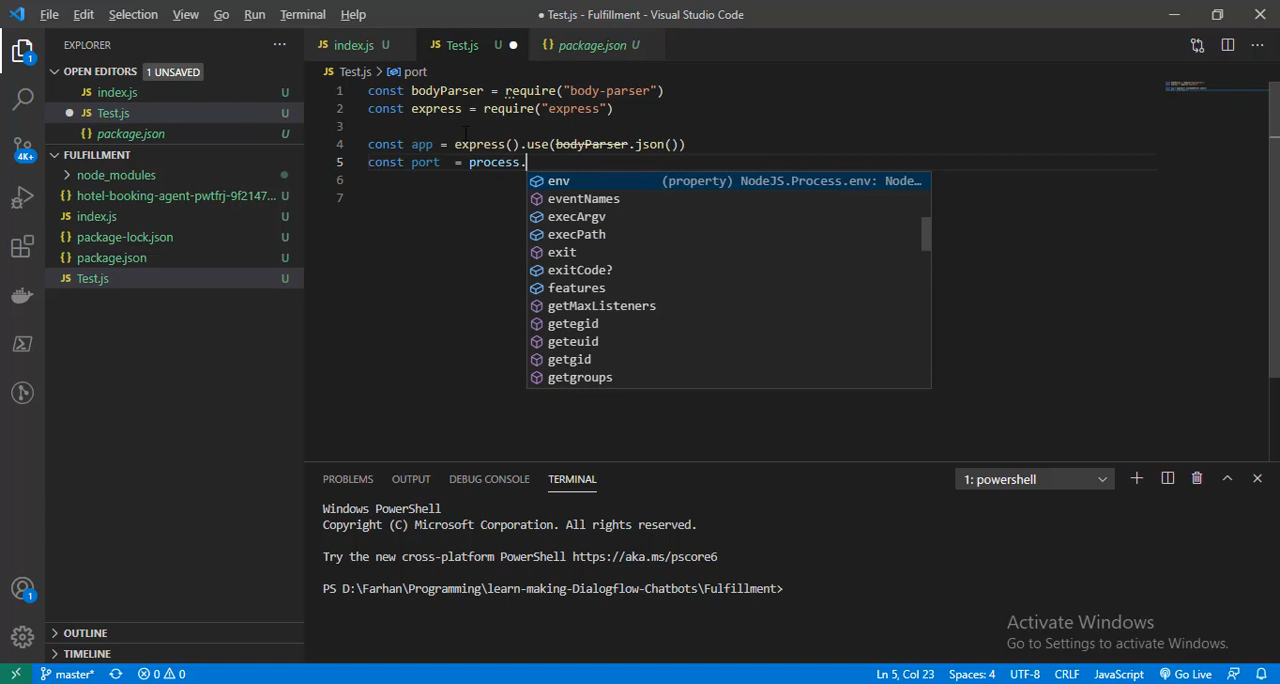 File Edit Selection View Go Run Terminal Help ● Test.js - Fulfillment - Visual Studio Code
EXPLORER
JS index.js U JS Test.js U ● {} package.json U
OPEN EDITORS 1 UNSAVED
JS index.js U
● JS Test.js U
{} package.json U
FULFILLMENT
node_modules
{} hotel-booking-agent-pwtfrj-9f2147... U
JS index.js U
{} package-lock.json U
{} package.json U
JS Test.js U
OUTLINE
TIMELINE
1
4K+
1
JS Test.js > port
1 const bodyParser = require("body-parser")
2 const express = require("express")
3
4 const app = express().use(bodyParser.json())
5 const port  = process.
6
7
env (property) NodeJS.Process.env: Node…
eventNames
execArgv
execPath
exit
exitCode?
features
getMaxListeners
getegid
geteuid
getgid
getgroups
PROBLEMS OUTPUT DEBUG CONSOLE TERMINAL 1: powershell
Windows PowerShell
Copyright (C) Microsoft Corporation. All rights reserved.
Try the new cross-platform PowerShell https://aka.ms/pscore6
PS D:\Farhan\Programming\learn-making-Dialogflow-Chatbots\Fulfillment>
Activate Windows
Go to Settings to activate Windows.
master* 0 0 Ln 5, Col 23 Spaces: 4 UTF-8 CRLF JavaScript Go Live